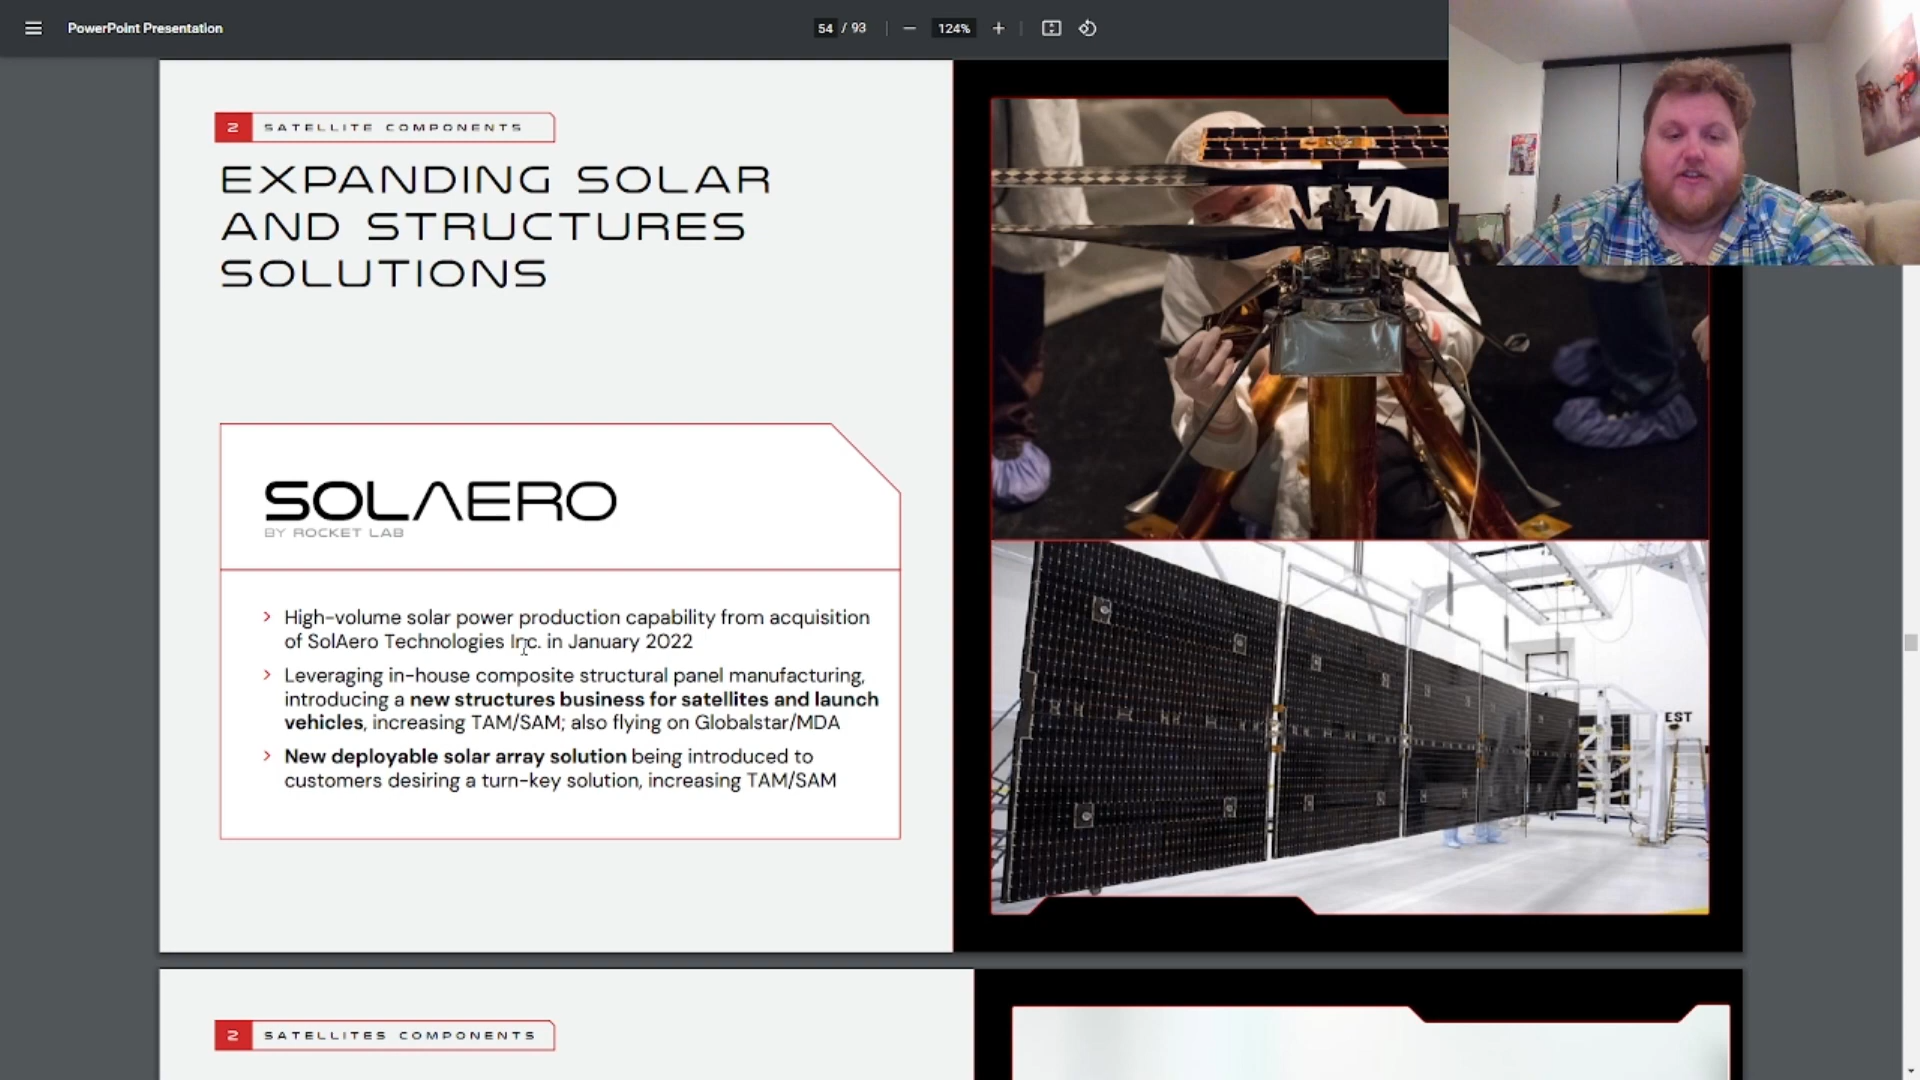 PowerPoint Presentation
54 / 93
124%
2 SATELLITE COMPONENTS
EXPANDING SOLAR
AND STRUCTURES
SOLUTIONS
SOLAERO
BY ROCKET LAB
High-volume solar power production capability from acquisition
of SolAero Technologies Inc. in January 2022
Leveraging in-house composite structural panel manufacturing,
introducing a new structures business for satellites and launch
vehicles, increasing TAM/SAM; also flying on Globalstar/MDA
New deployable solar array solution being introduced to
customers desiring a turn-key solution, increasing TAM/SAM
EST
2 SATELLITES COMPONENTS